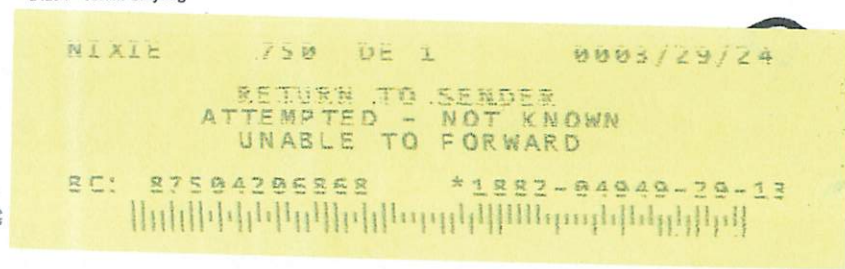 NIXIE 750 DE 1 0003/29/24
RETURN TO SENDER
ATTEMPTED - NOT KNOWN
UNABLE TO FORWARD
BC: 87504206868 *1882-04949-29-13